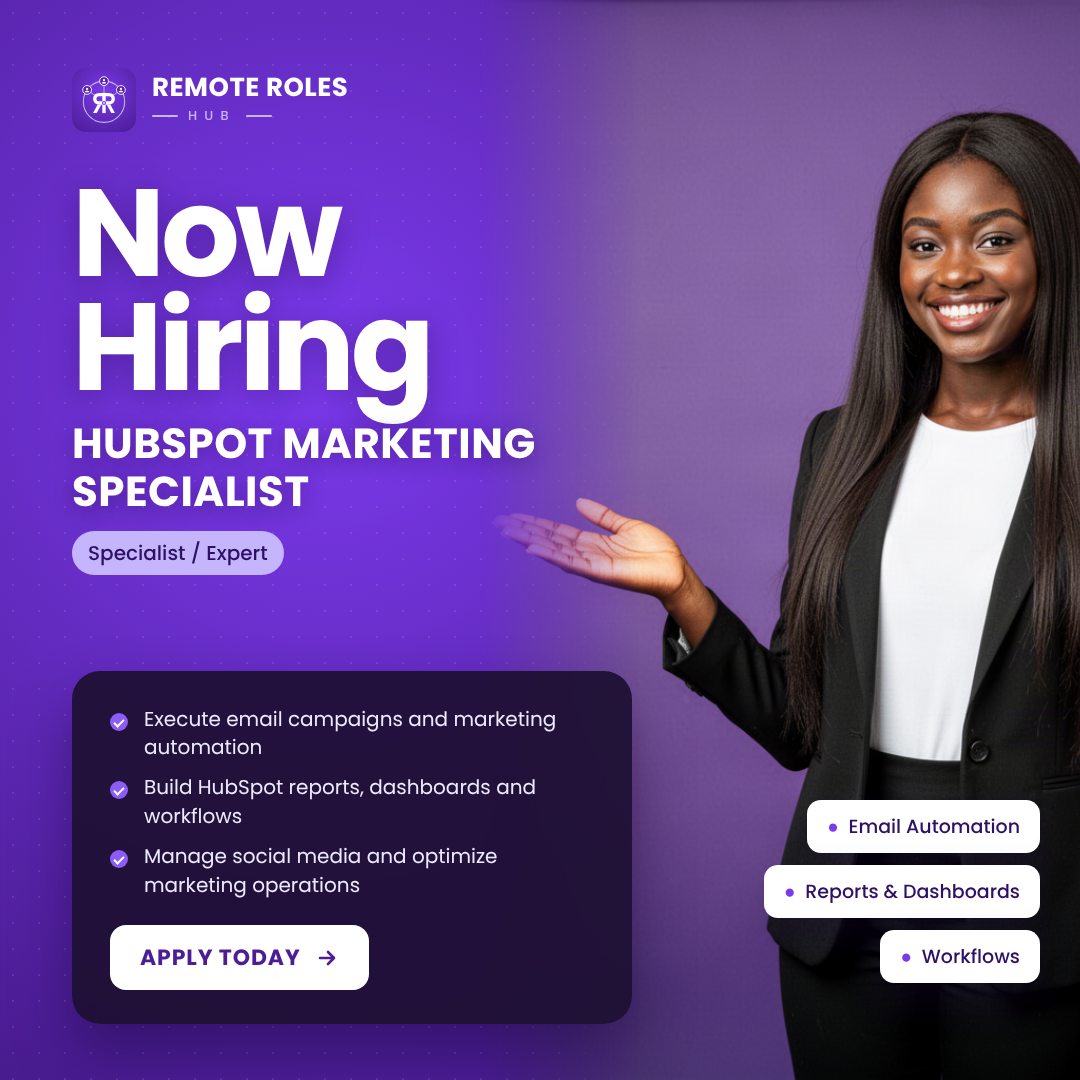 REMOTE ROLES
HUB
Now
Hiring
HUBSPOT MARKETING
SPECIALIST
Specialist / Expert
Execute email campaigns and marketing
automation
Build HubSpot reports, dashboards and
workflows
Manage social media and optimize
marketing operations
APPLY TODAY
Email Automation
Reports & Dashboards
Workflows